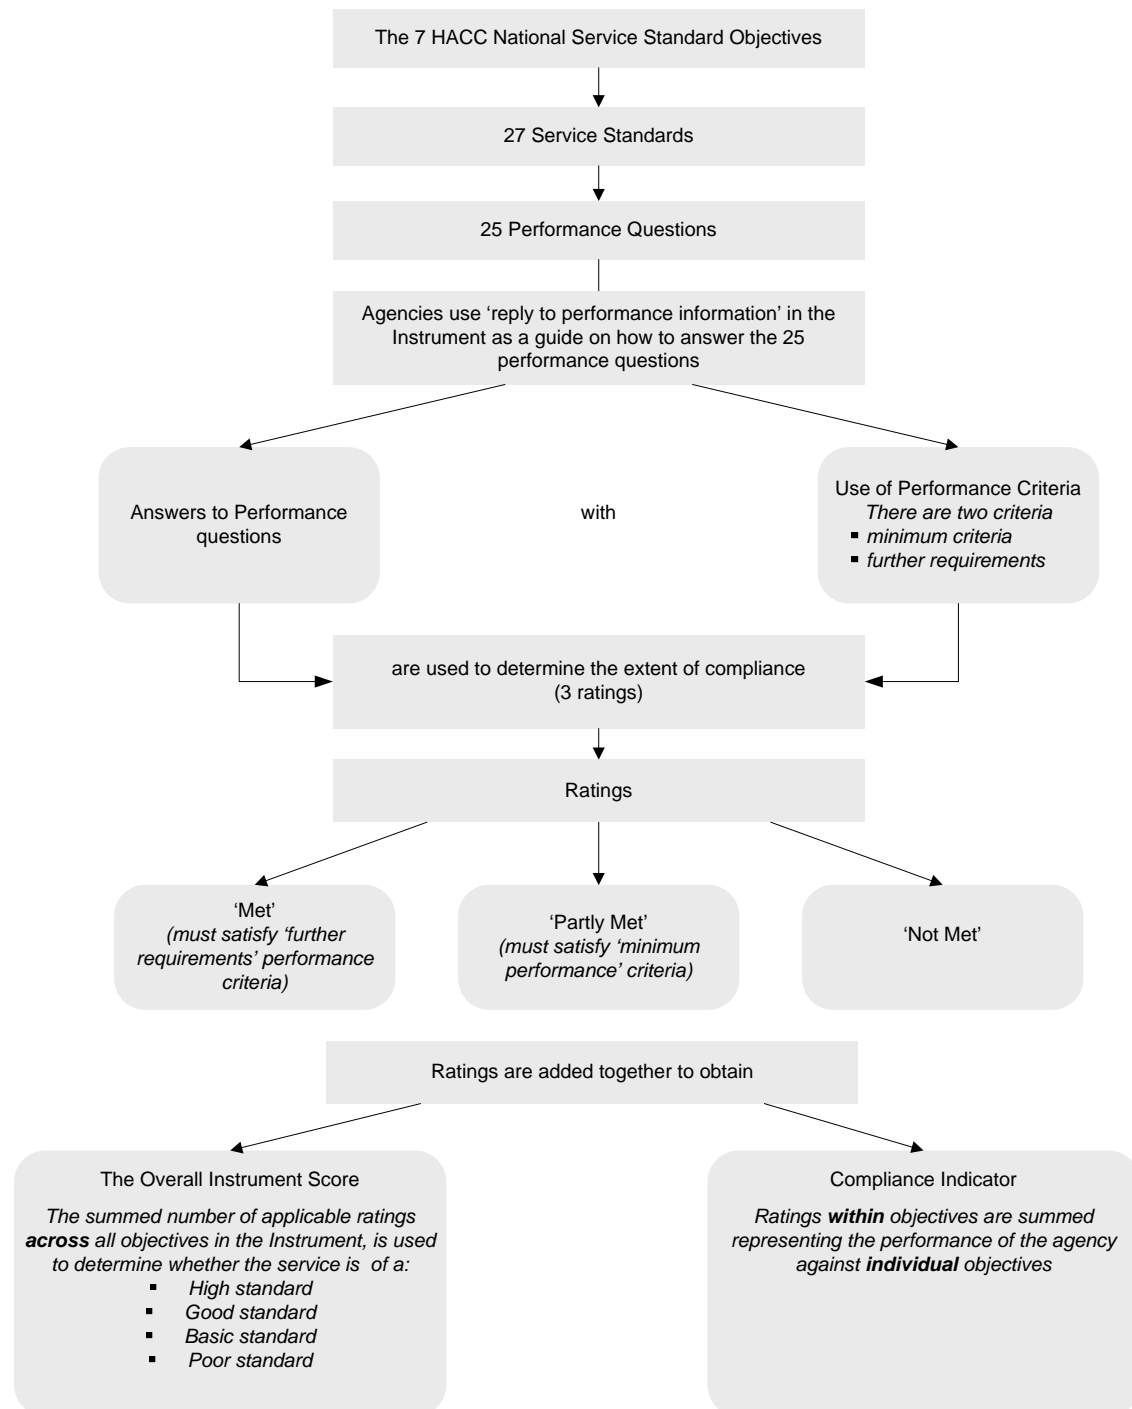 The 7 HACC National Service Standard Objectives
27 Service Standards
25 Performance Questions
Agencies use ‘reply to performance information’ in the
Instrument as a guide on how to answer the 25
performance questions
Answers to Performance
questions
with
Use of Performance Criteria
There are two criteria
▪ minimum criteria
▪ further requirements
are used to determine the extent of compliance
(3 ratings)
Ratings
‘Met’
(must satisfy ‘further
requirements’ performance
criteria)
‘Partly Met’
(must satisfy ‘minimum
performance’ criteria)
‘Not Met’
Ratings are added together to obtain
The Overall Instrument Score
The summed number of applicable ratings
across all objectives in the Instrument, is used
to determine whether the service is of a:
▪ High standard
▪ Good standard
▪ Basic standard
▪ Poor standard
Compliance Indicator
Ratings within objectives are summed
representing the performance of the agency
against individual objectives